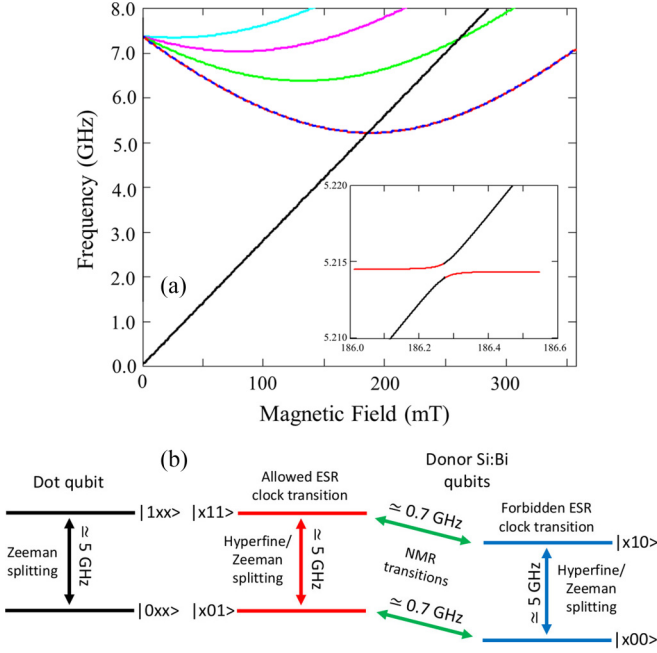 8.0
7.0
6.0
5.0
4.0
3.0
2.0
1.0
0.0
Frequency (GHz)
(a)
5.220
5.215
5.210
186.0 186.2 186.4 186.6
0 100 200 300
Magnetic Field (mT)
(b)
Dot qubit
Allowed ESR
clock transition
Donor Si:Bi
qubits
Forbidden ESR
clock transition
|1xx>
|x11>
≃ 0.7 GHz
|x10>
Zeeman
splitting
≃ 5 GHz
Hyperfine/
Zeeman
splitting
≃ 5 GHz
NMR
transitions
≃ 5 GHz
Hyperfine/
Zeeman
splitting
|0xx>
|x01>
≃ 0.7 GHz
|x00>